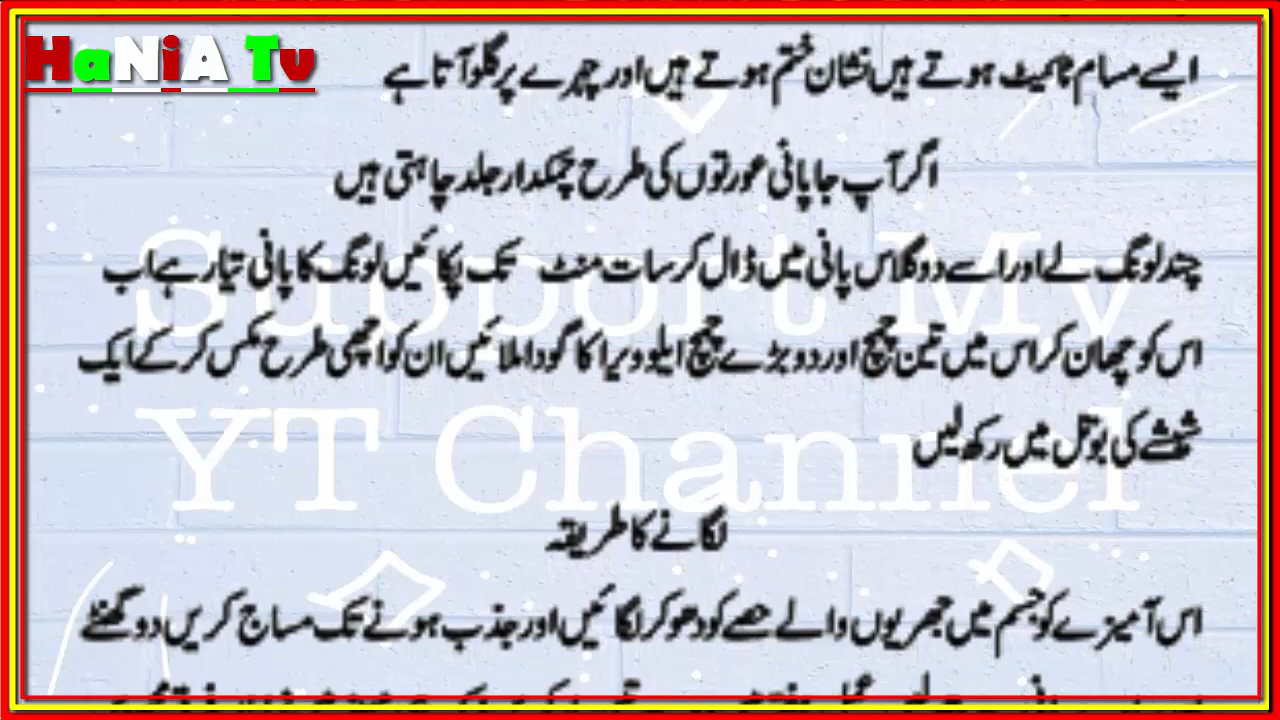 HaNiA Tv
ایسے مسام ٹائیٹ ہوتے ہیں نشان ختم ہوتے ہیں اور چہرے پر گلو آتا ہے
اگر آپ جاپانی عورتوں کی طرح چمکدار جلد چاہتی ہیں
چند لونگ لے اور اسے دو گلاس پانی میں ڈال کر سات منٹ تک پکائیں لونگ کا پانی تیار ہے اب
اس کو چھان کر اس میں تین چمچ اور دو بڑے چمچ ایلوویرا کا گودا ملائیں ان کو اچھی طرح مکس کر کے ایک
شیشے کی بوتل میں رکھ لیں
لگانے کا طریقہ
اس آمیزے کو جسم میں جھریوں والے حصے کو دھو کر لگائیں اور جذب ہونے تک مساج کریں دو گھنٹے
Support My
YT Channel